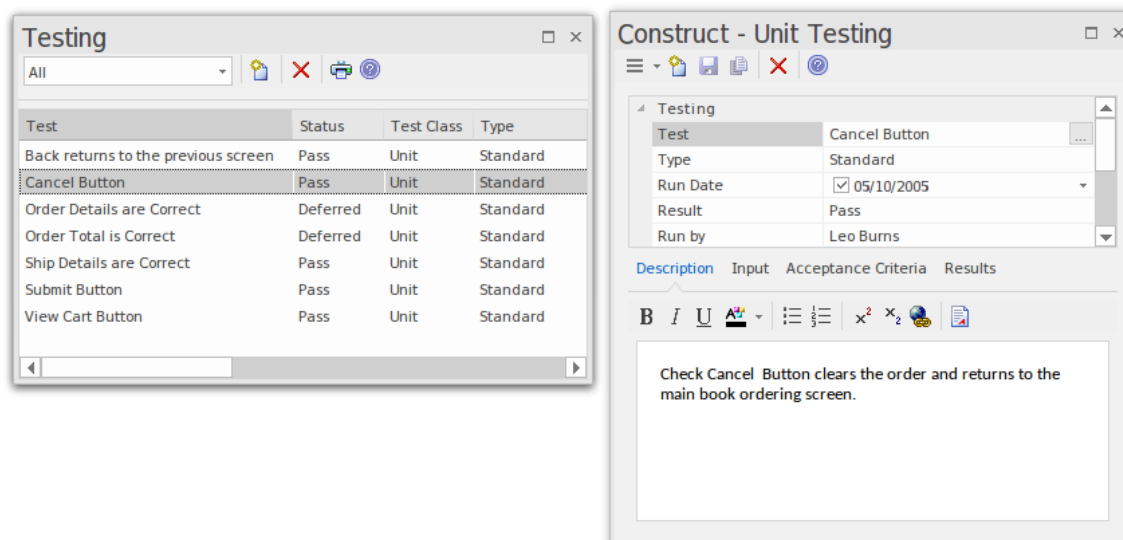 Testing
All
Test Status Test Class Type
Back returns to the previous screen Pass Unit Standard
Cancel Button Pass Unit Standard
Order Details are Correct Deferred Unit Standard
Order Total is Correct Deferred Unit Standard
Ship Details are Correct Pass Unit Standard
Submit Button Pass Unit Standard
View Cart Button Pass Unit Standard
Construct - Unit Testing
Testing
Test Cancel Button ...
Type Standard
Run Date 05/10/2005
Result Pass
Run by Leo Burns
Description Input Acceptance Criteria Results
B I U A x² x₂
Check Cancel  Button clears the order and returns to the
main book ordering screen.